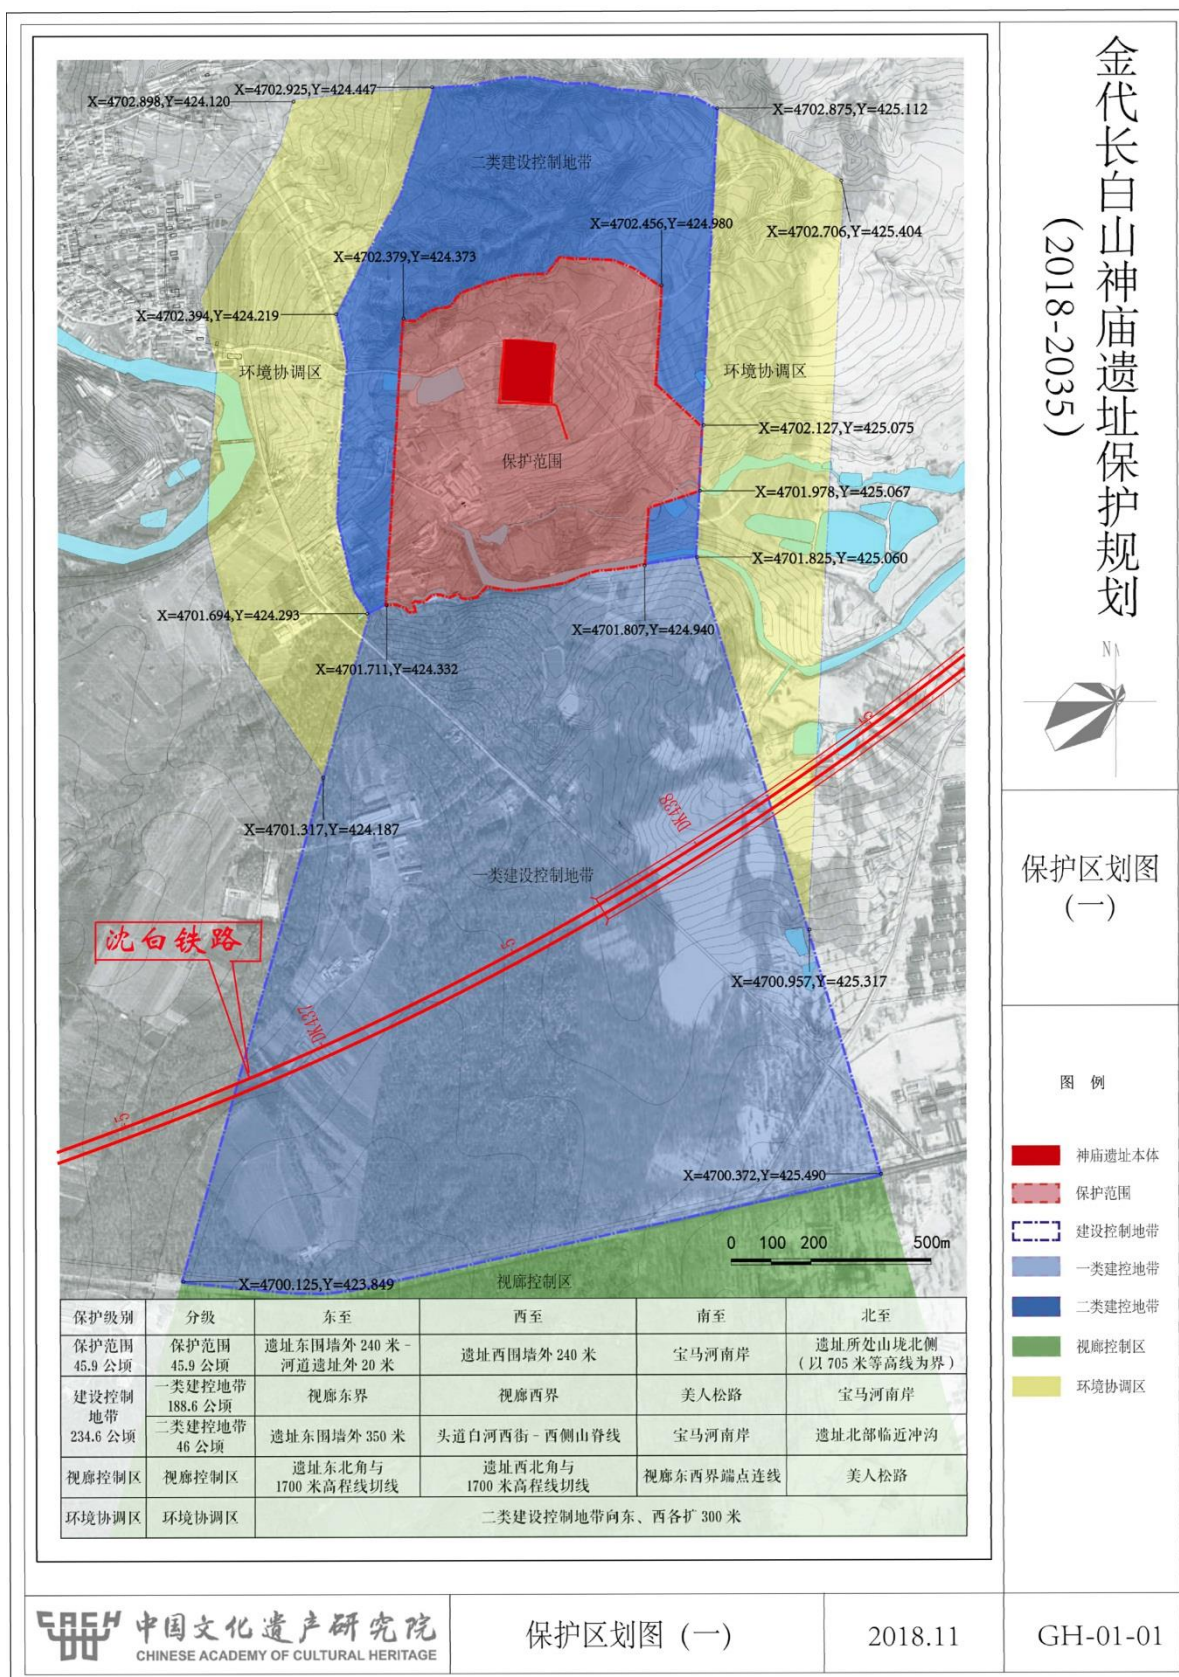 金代长白山神庙遗址保护规划
(2018-2035)
X=4702.925,Y=424.447
X=4702.898,Y=424.120
X=4702.875,Y=425.112
二类建设控制地带
X=4702.456,Y=424.980
X=4702.706,Y=425.404
X=4702.379,Y=424.373
X=4702.394,Y=424.219
环境协调区
环境协调区
X=4702.127,Y=425.075
保护范围
X=4701.978,Y=425.067
X=4701.825,Y=425.060
X=4701.694,Y=424.293
X=4701.807,Y=424.940
X=4701.711,Y=424.332
N
X=4701.317,Y=424.187
DK438
一类建设控制地带
沈白铁路
X=4700.957,Y=425.317
DK437
X=4700.372,Y=425.490
0 100 200 500m
X=4700.125,Y=423.849
视廊控制区
保护区划图
(一)
图 例
神庙遗址本体
保护范围
建设控制地带
一类建控地带
二类建控地带
视廊控制区
环境协调区
保护级别 分级 东至 西至 南至 北至
保护范围
45.9 公顷
保护范围
45.9 公顷
遗址东围墙外 240 米 -
河道遗址外 20 米
遗址西围墙外 240 米
宝马河南岸
遗址所处山垅北侧
(以 705 米等高线为界)
建设控制
地带
234.6 公顷
一类建控地带
188.6 公顷
视廊东界
视廊西界
美人松路
宝马河南岸
二类建控地带
46 公顷
遗址东围墙外 350 米
头道白河西街 - 西侧山脊线
宝马河南岸
遗址北部临近冲沟
视廊控制区
视廊控制区
遗址东北角与
1700 米高程线切线
遗址西北角与
1700 米高程线切线
视廊东西界端点连线
美人松路
环境协调区
环境协调区
二类建设控制地带向东、西各扩 300 米
CACH
中国文化遗产研究院
CHINESE ACADEMY OF CULTURAL HERITAGE
保护区划图 (一)
2018.11
GH-01-01